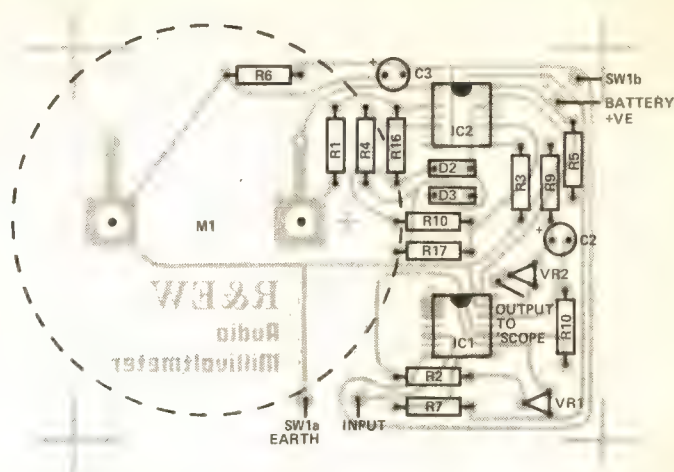 R6
C3
SW1b
BATTERY
+VE
IC2
R1
R4
R16
D2
D3
R3
R9
R5
R10
R17
C2
M1
VR2
R&EW
Audio
Millivoltmeter
OUTPUT
TO
'SCOPE
IC1
R10
R2
R7
VR1
SW1a
EARTH
INPUT
+
+